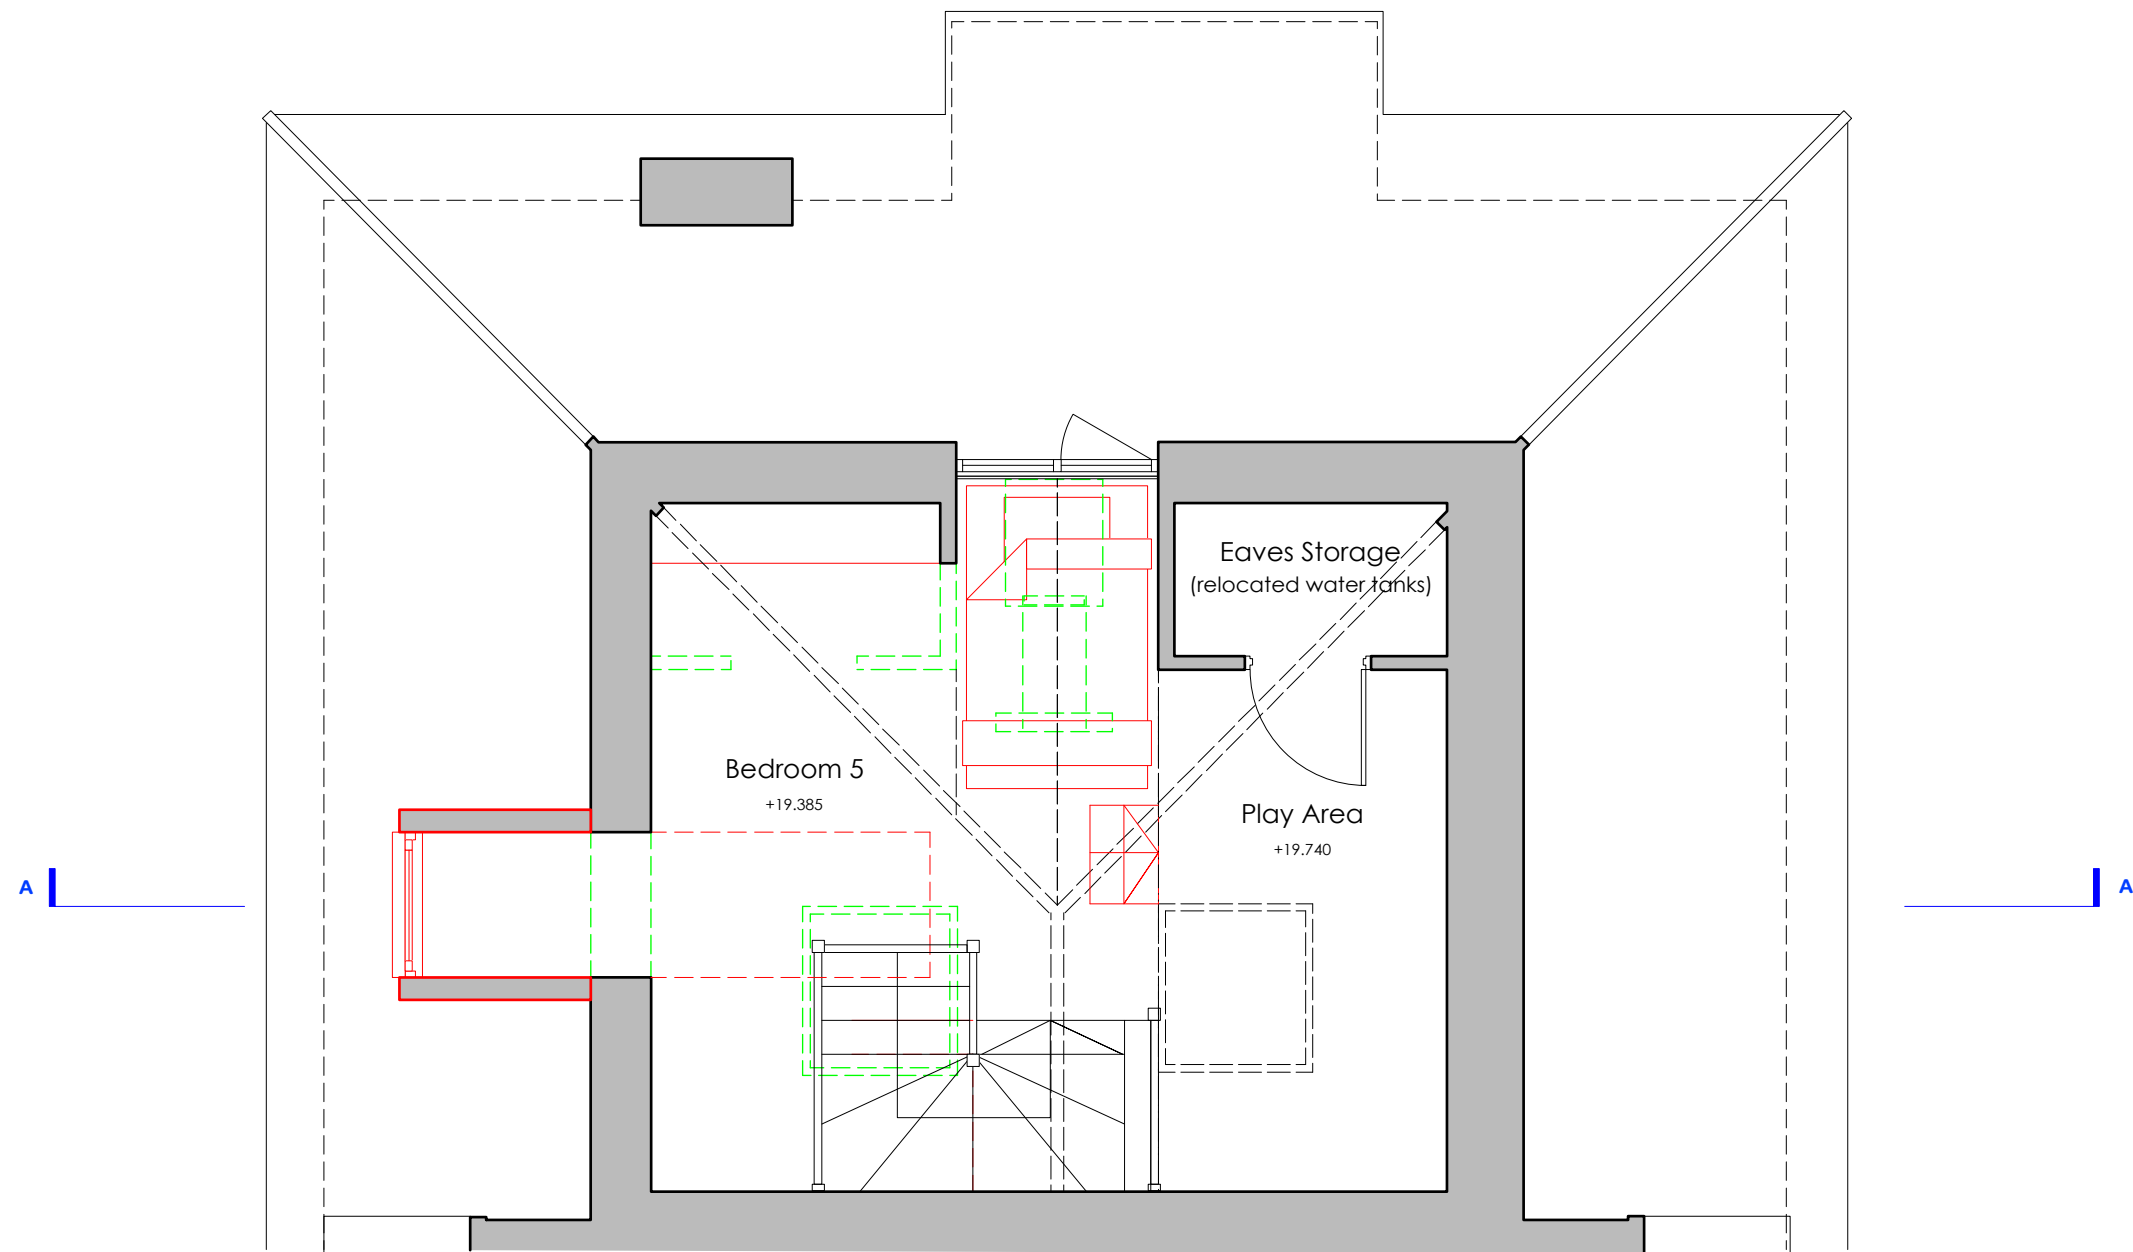 Eaves Storage
(relocated water tanks)
Bedroom 5
+19.385
Play Area
+19.740
A
A